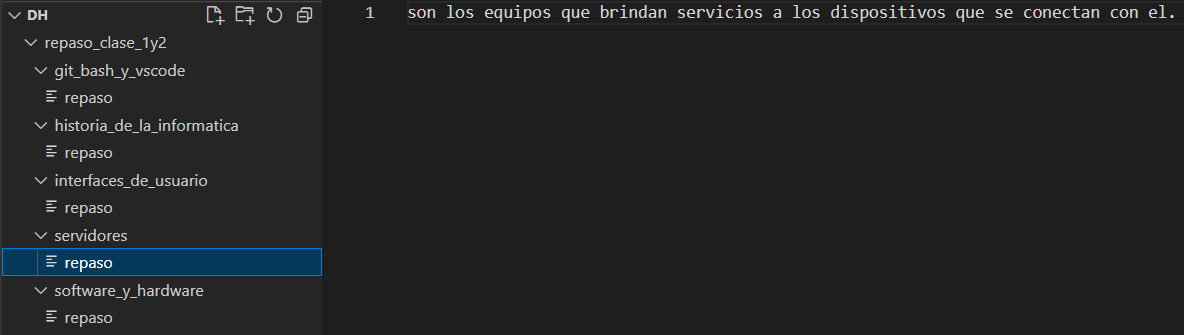 DH
repaso_clase_1y2
git_bash_y_vscode
repaso
historia_de_la_informatica
repaso
interfaces_de_usuario
repaso
servidores
repaso
software_y_hardware
repaso
1 son los equipos que brindan servicios a los dispositivos que se conectan con el.